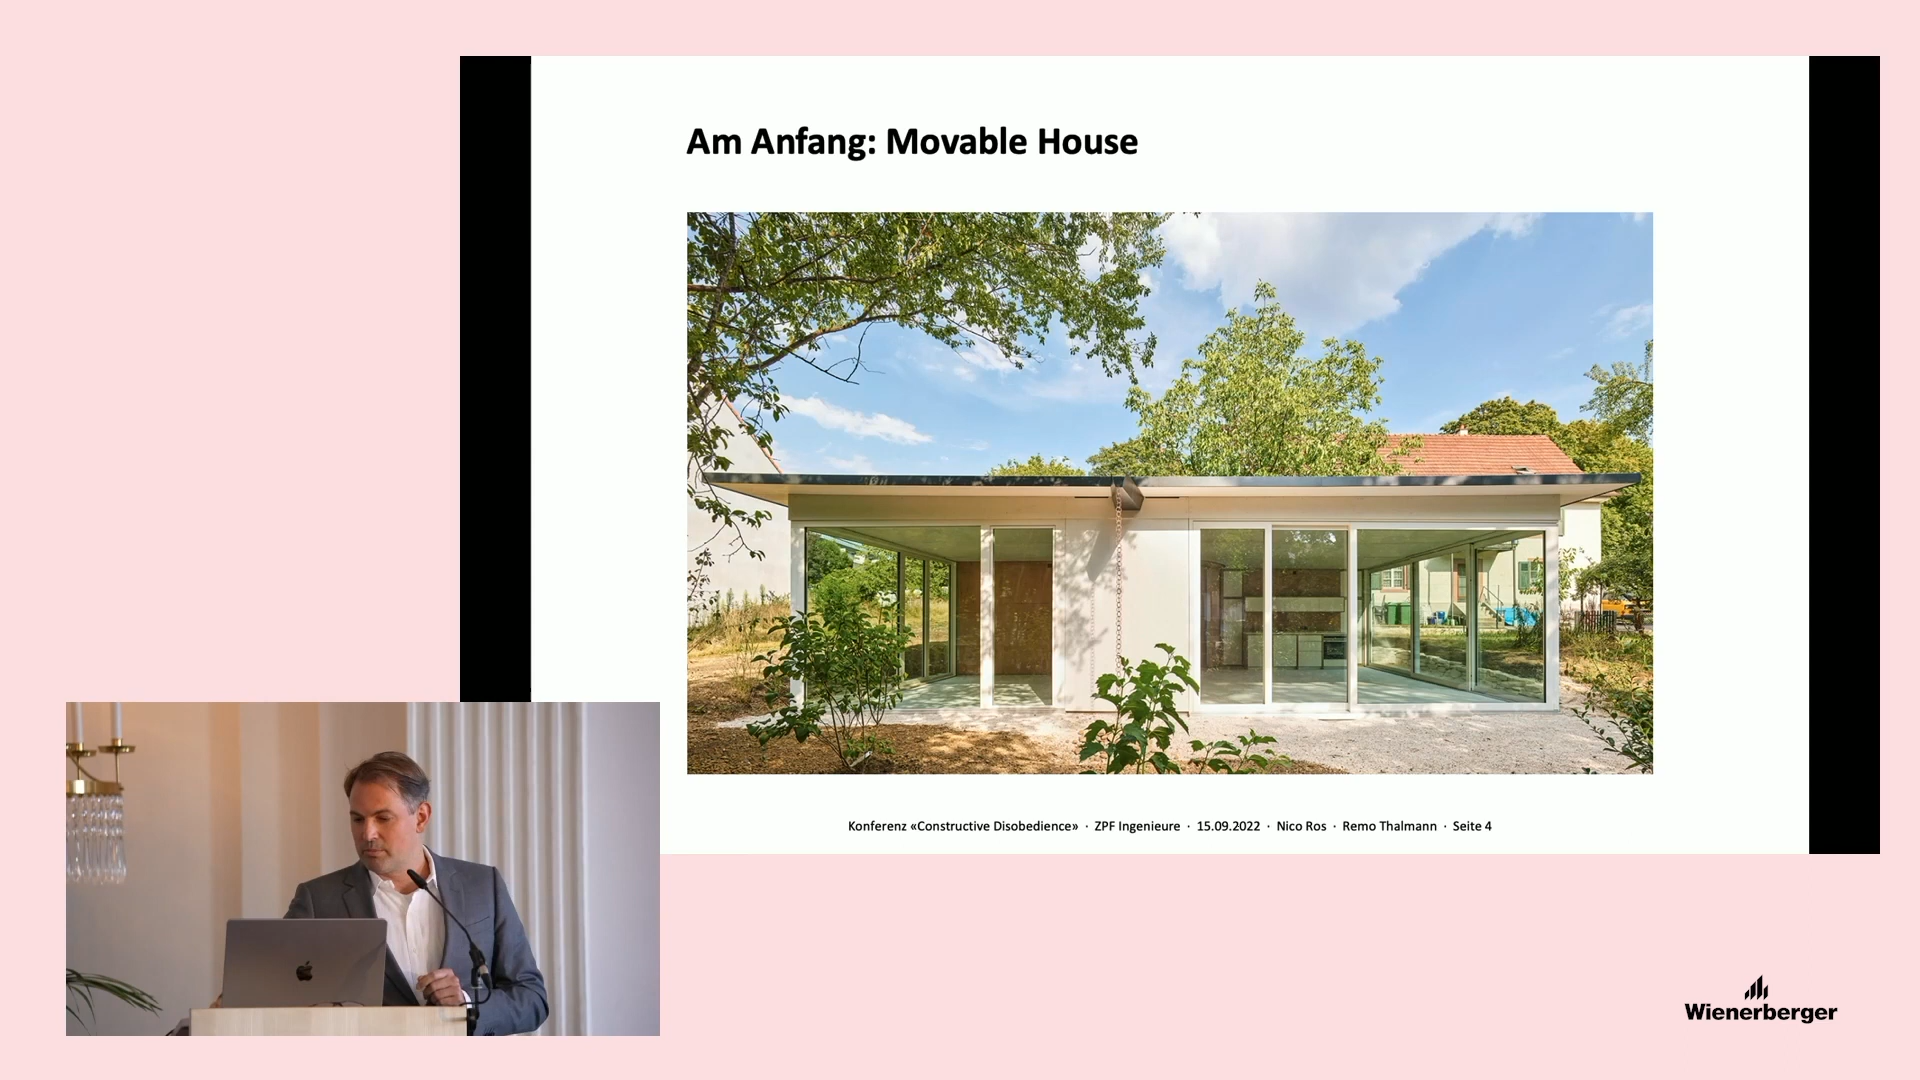 Am Anfang: Movable House
Konferenz «Constructive Disobedience» · ZPF Ingenieure · 15.09.2022 · Nico Ros · Remo Thalmann · Seite 4
Wienerberger